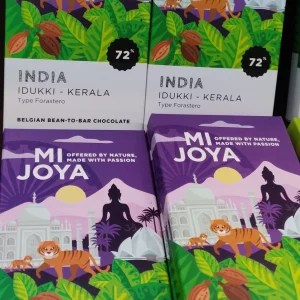 72%
INDIA
IDUKKI - KERALA
Type Forastero
BELGIAN BEAN-TO-BAR CHOCOLATE
72%
INDIA
IDUKKI - KERALA
Type Forastero
MI
JOYA
OFFERED BY NATURE,
MADE WITH PASSION
MI
JOYA
OFFERED BY NATURE,
MADE WITH PASSION